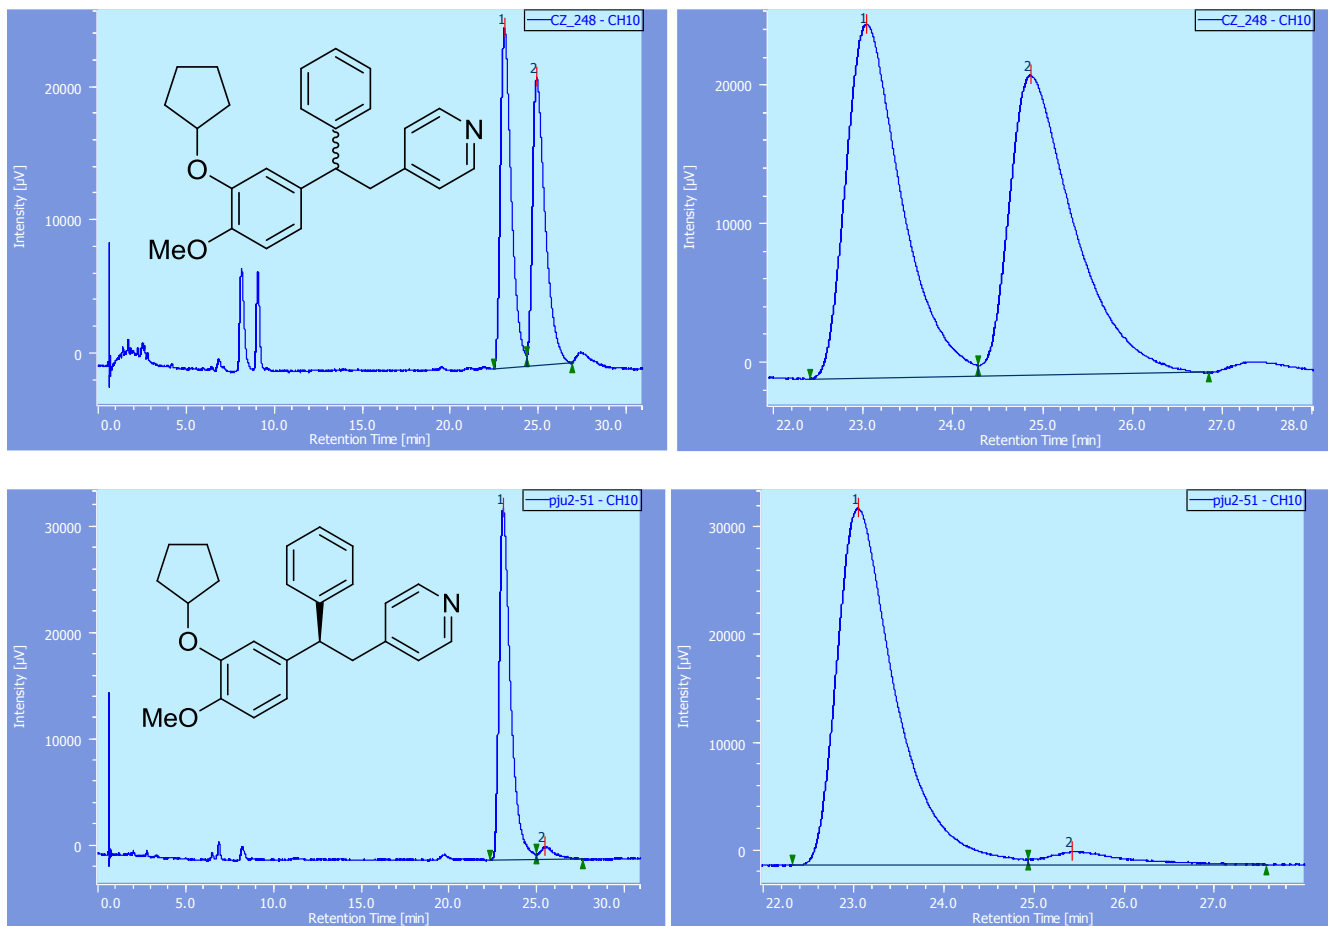 CZ_248 - CH10
1
2
20000
10000
0
Intensity [µV]
N
O
MeO
0.0 5.0 10.0 15.0 20.0 25.0 30.0
Retention Time [min]
CZ_248 - CH10
1
2
20000
10000
0
Intensity [µV]
22.0 23.0 24.0 25.0 26.0 27.0 28.0
Retention Time [min]
pju2-51 - CH10
1
2
30000
20000
10000
0
Intensity [µV]
N
O
MeO
0.0 5.0 10.0 15.0 20.0 25.0 30.0
Retention Time [min]
pju2-51 - CH10
1
2
30000
20000
10000
0
Intensity [µV]
22.0 23.0 24.0 25.0 26.0 27.0
Retention Time [min]